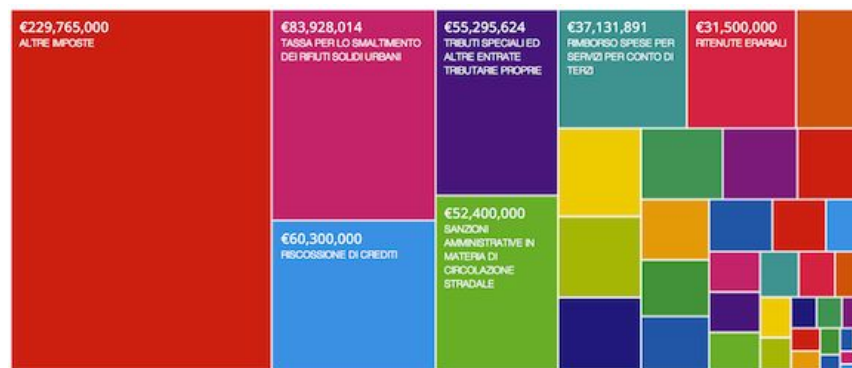 €229,765,000
ALTRE IMPOSTE
€83,928,014
TASSA PER LO SMALTIMENTO
DEI RIFIUTI SOLIDI URBANI
€60,300,000
RISCOSSIONE DI CREDITI
€55,295,624
TRIBUTI SPECIALI ED
ALTRE ENTRATE
TRIBUTARIE PROPRIE
€52,400,000
SANZIONI
AMMINISTRATIVE IN
MATERIA DI
CIRCOLAZIONE
STRADALE
€37,131,891
RIMBORSO SPESE PER
SERVIZI PER CONTO DI
TERZI
€31,500,000
RITENUTE ERARIALI